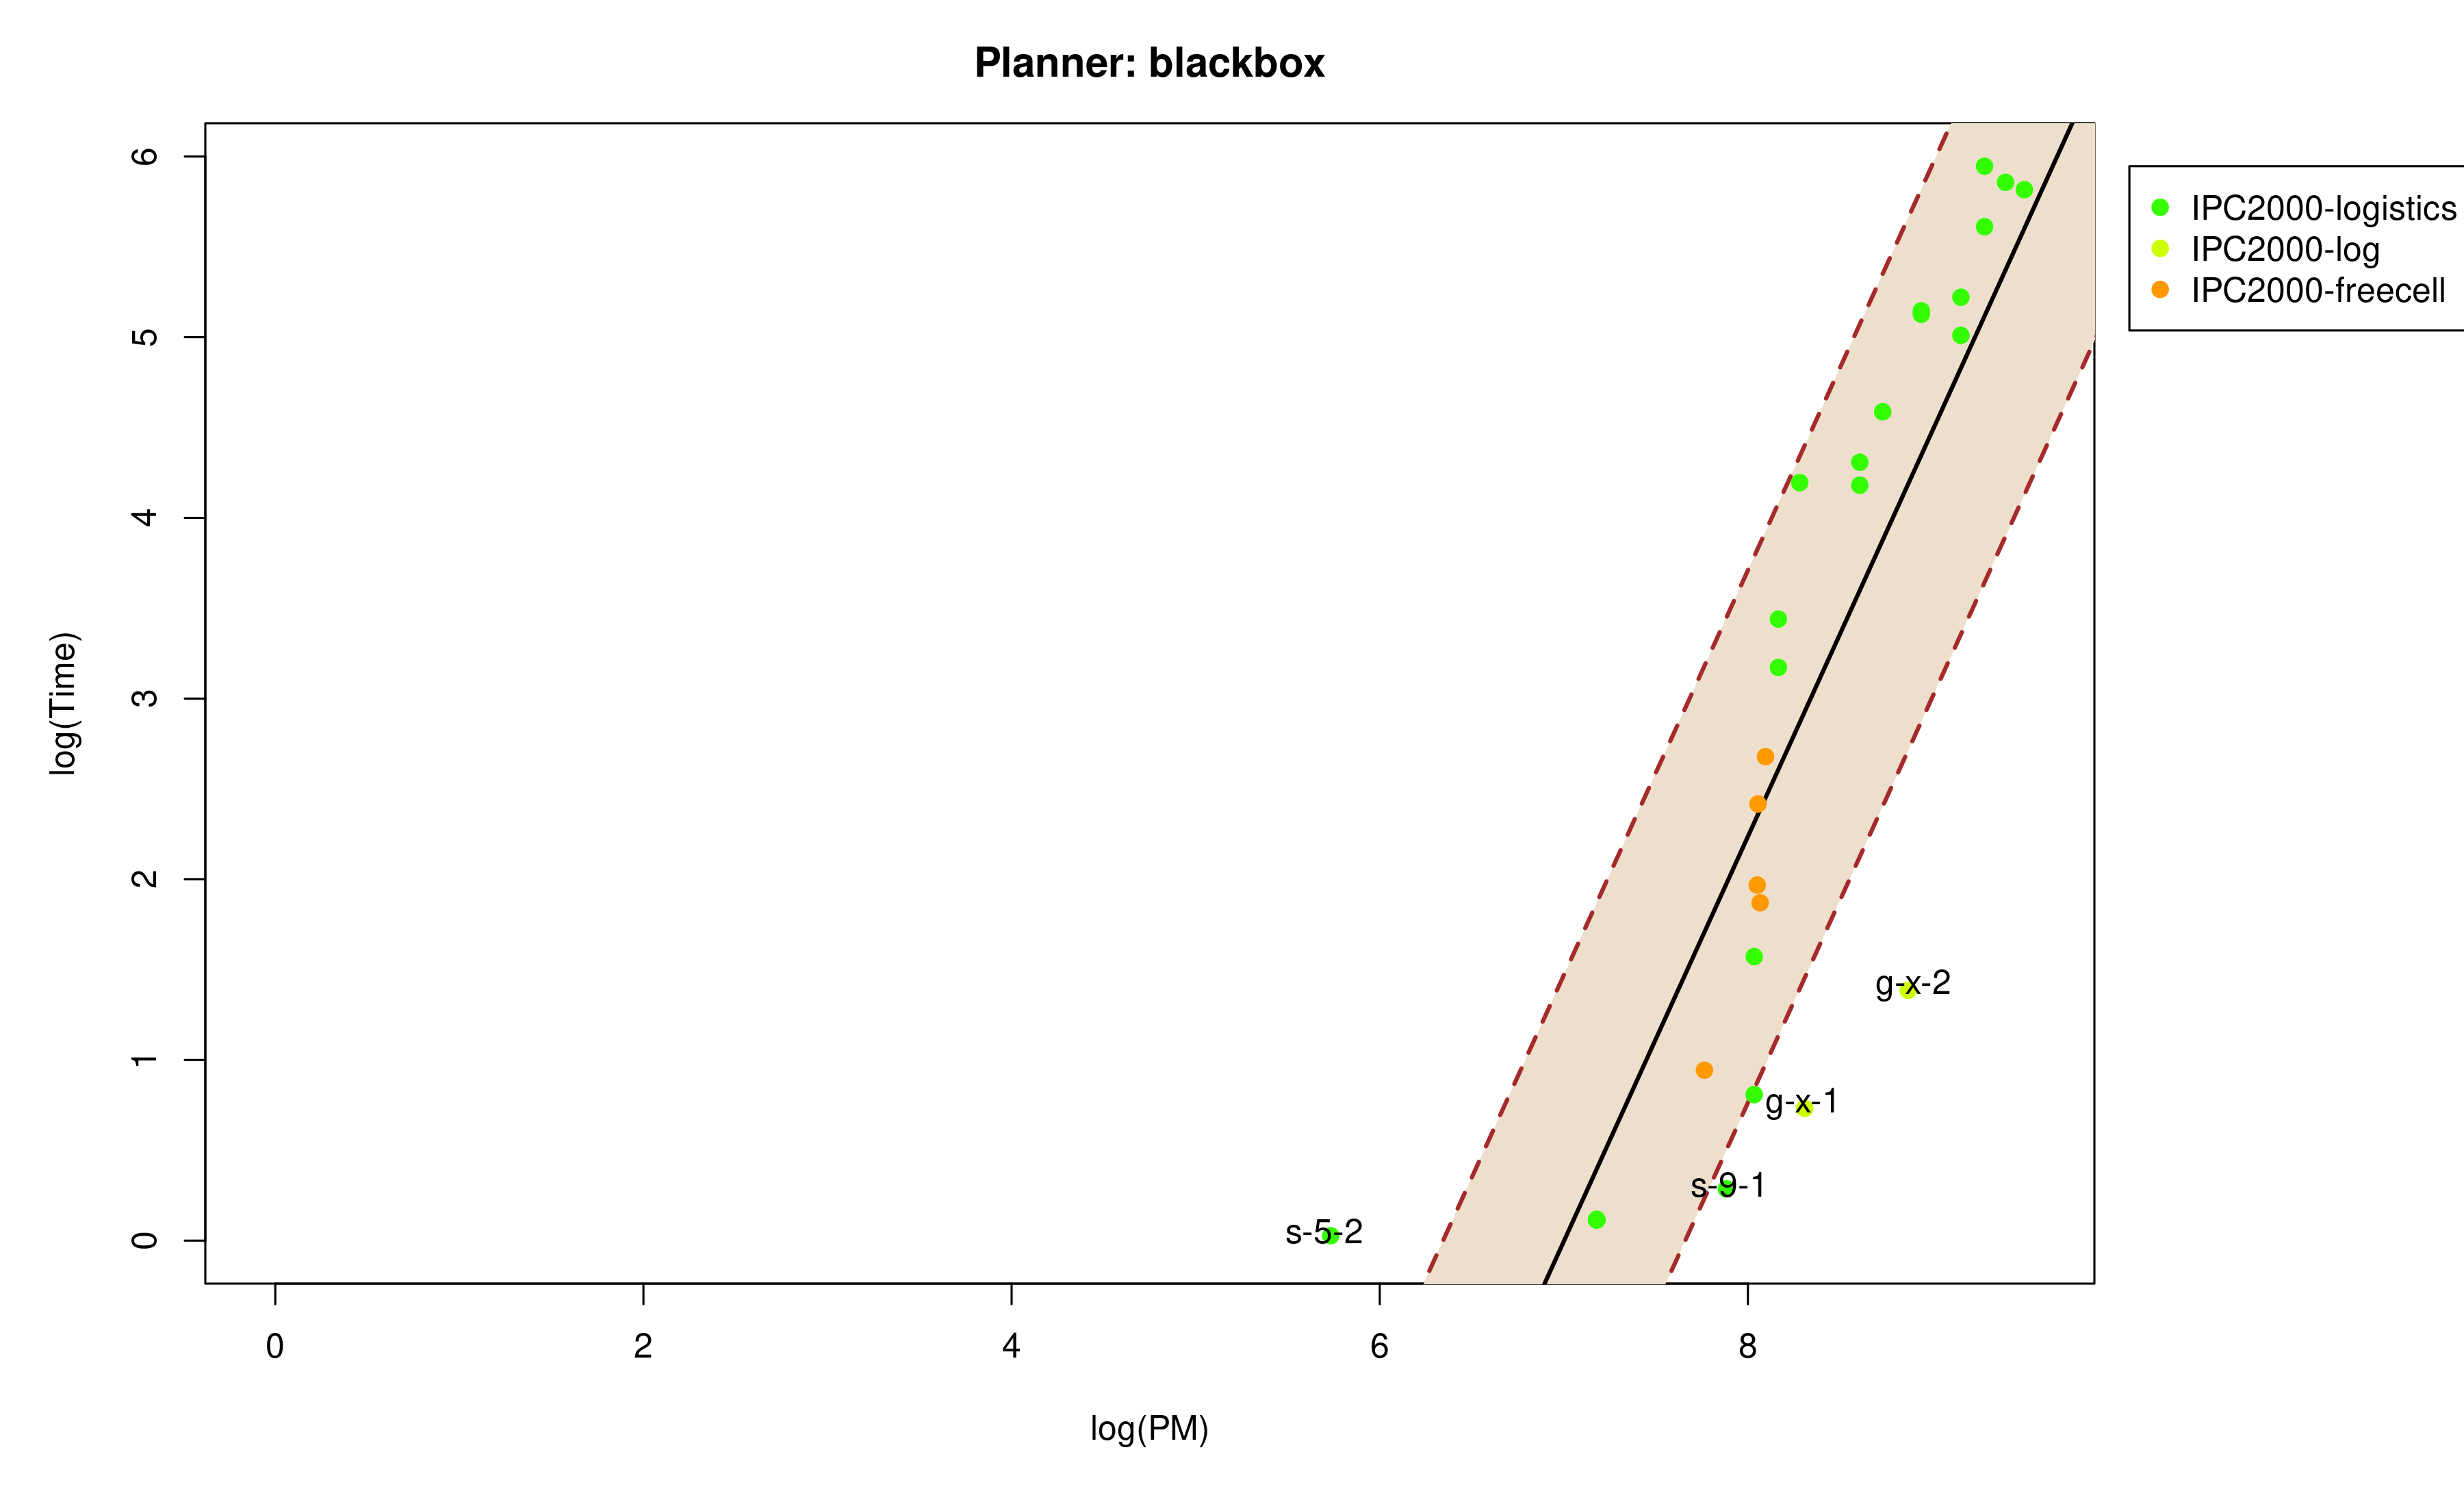 Planner: blackbox
6
5
4
3
2
1
0
log(Time)
IPC2000-logistics
IPC2000-log
IPC2000-freecell
g-x-2
g-x-1
s-9-1
s-5-2
0 2 4 6 8
log(PM)